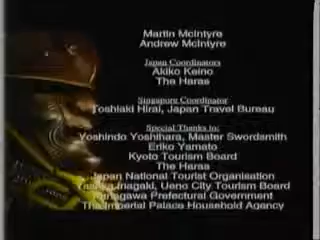 Martin McIntyre
Andrew McIntyre
Japan Coordinators
Akiko Keino
The Haras
Singapore Coordinator
Toshiaki Hirai, Japan Travel Bureau
Special Thanks to:
Yoshindo Yoshihara, Master Swordsmith
Eriko Yamato
Kyoto Tourism Board
The Haras
Japan National Tourist Organisation
Inagaki, Ueno City Tourism Board
Prefectural Government
The Imperial Palace Household Agency